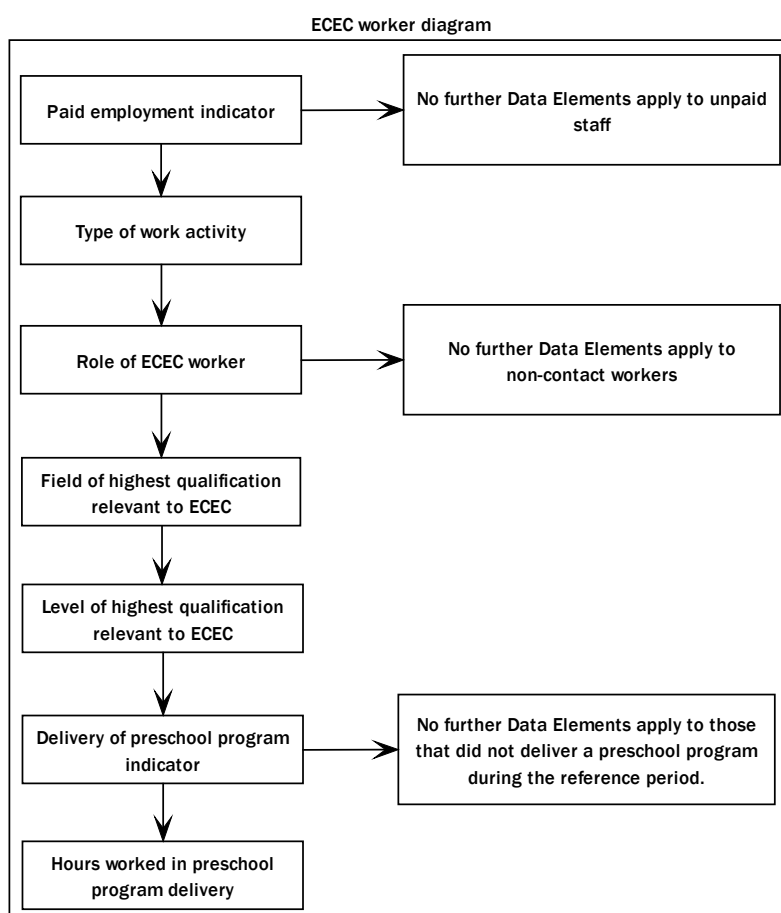 ECEC worker diagram
Paid employment indicator
No further Data Elements apply to unpaid
staff
Type of work activity
Role of ECEC worker
No further Data Elements apply to
non-contact workers
Field of highest qualification
relevant to ECEC
Level of highest qualification
relevant to ECEC
Delivery of preschool program
indicator
No further Data Elements apply to those
that did not deliver a preschool program
during the reference period.
Hours worked in preschool
program delivery